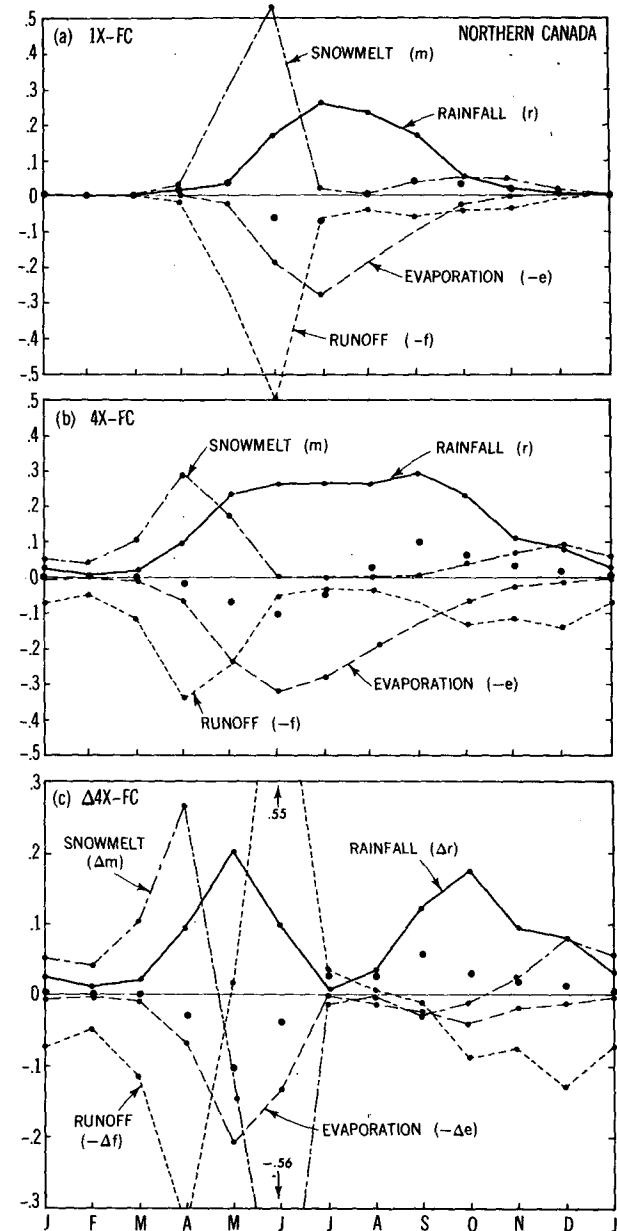 (a) 1X-FC
NORTHERN CANADA
SNOWMELT (m)
RAINFALL (r)
EVAPORATION (-e)
RUNOFF (-f)
.5
.4
.3
.2
.1
0
-.1
-.2
-.3
-.4
.5
(b) 4X-FC
SNOWMELT (m)
RAINFALL (r)
EVAPORATION (-e)
RUNOFF (-f)
.5
.4
.3
.2
.1
0
-.1
-.2
-.3
-.4
-.5
(c) Δ4X-FC
SNOWMELT
(Δm)
.55
RAINFALL (Δr)
RUNOFF
(-Δf)
EVAPORATION (-Δe)
-.56
.3
.2
.1
0
-.1
-.2
-.3
J F M A M J J A S O N D J